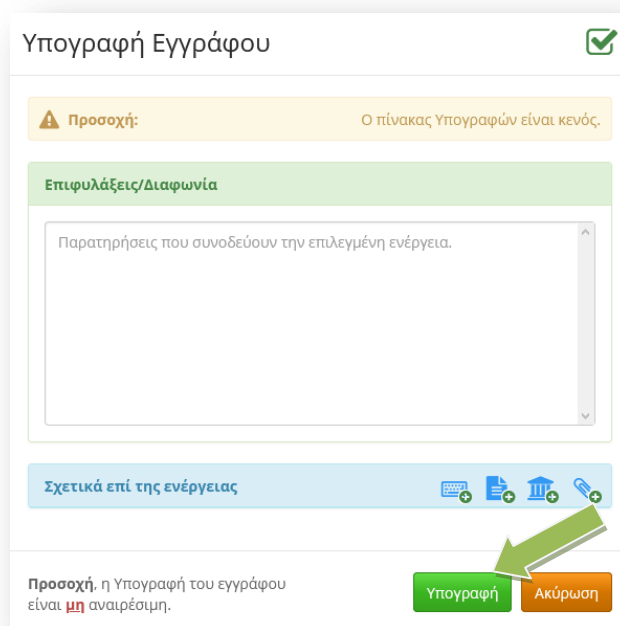 Υπογραφή Εγγράφου
Προσοχή: Ο πίνακας Υπογραφών είναι κενός.
Επιφυλάξεις/Διαφωνία
Παρατηρήσεις που συνοδεύουν την επιλεγμένη ενέργεια.
Σχετικά επί της ενέργειας
Προσοχή, η Υπογραφή του εγγράφου
είναι μη αναιρέσιμη.
Υπογραφή Ακύρωση